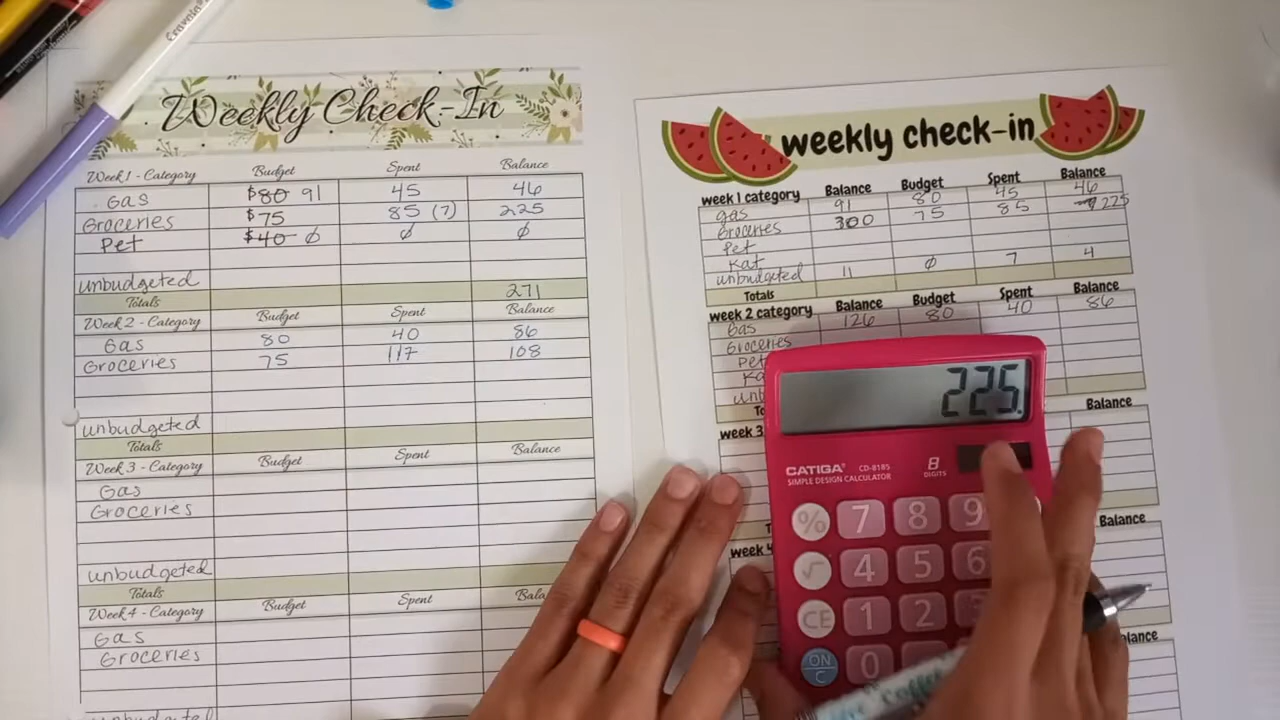 Crayola
Weekly Check-In
Week 1 - Category Budget Spent Balance
Gas $80 91 45 46
Groceries $75 85 (7) 225
Pet $40 ∅ ∅ ∅
unbudgeted
Totals 271
Week 2 - Category Budget Spent Balance
Gas 80 40 86
Groceries 75 117 108
unbudgeted
Totals
Week 3 - Category Budget Spent Balance
Gas
Groceries
unbudgeted
Totals
Week 4 - Category Budget Spent
Gas
Groceries
unbudgeted
weekly check-in
week 1 category Balance Budget Spent Balance
gas 91 80 45 46
Groceries 300 75 85 225
Pet
Kat
unbudgeted 11 ∅ 7 4
Totals
week 2 category Balance Budget Spent Balance
Gas 126 80 40 86
Groceries
week 3 Balance
week 4 Balance
225.
CATIGA CD-8185
SIMPLE DESIGN CALCULATOR
8 DIGITS
% 7 8 9
√ 4 5 6
CE 1 2 3
ON/C 0